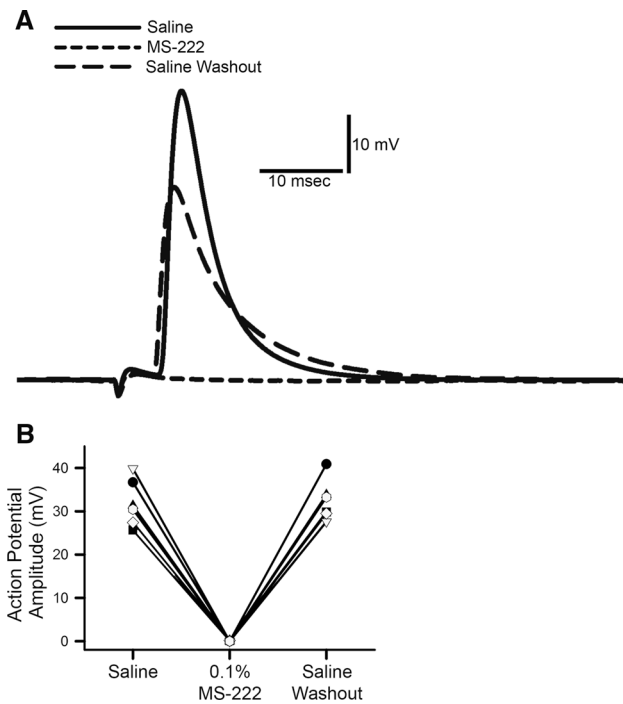 A
Saline
MS-222
Saline Washout
10 mV
10 msec
B
Action Potential
Amplitude (mV)
40
30
20
10
0
Saline
0.1%
MS-222
Saline
Washout